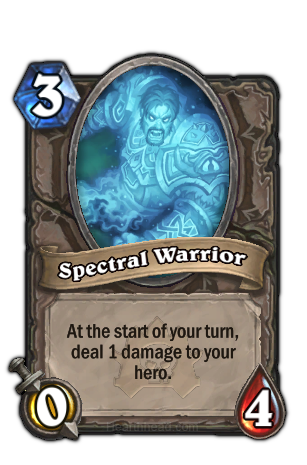 3
Spectral Warrior
At the start of your turn,
deal 1 damage to your
hero.
0
4